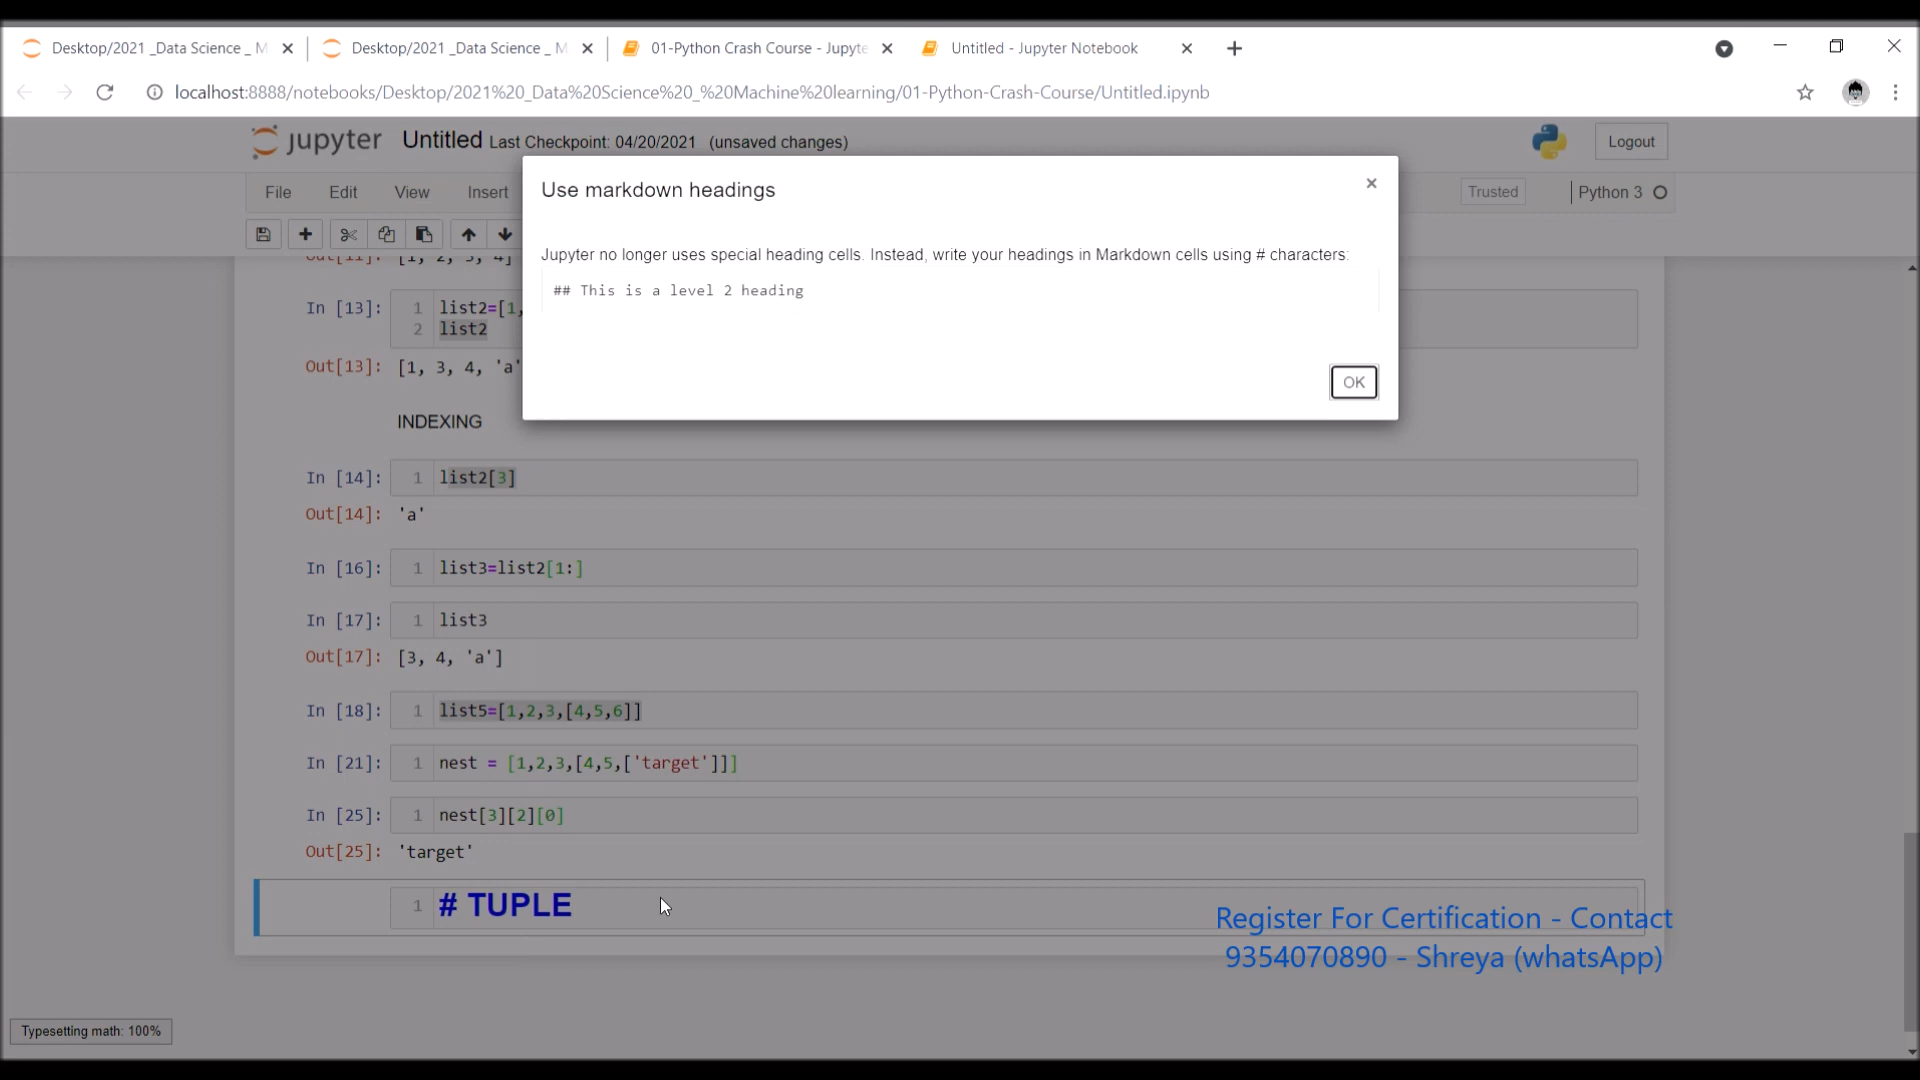 Desktop/2021 _Data Science _ M
Desktop/2021 _Data Science _ M
01-Python Crash Course - Jupyte
Untitled - Jupyter Notebook
localhost:8888/notebooks/Desktop/2021%20_Data%20Science%20_%20Machine%20learning/01-Python-Crash-Course/Untitled.ipynb
jupyter Untitled Last Checkpoint: 04/20/2021 (unsaved changes)
Logout
File Edit View Insert
Trusted
Python 3
Use markdown headings
Jupyter no longer uses special heading cells. Instead, write your headings in Markdown cells using # characters:
## This is a level 2 heading
OK
Out[11]: [1, 2, 3, 4]
In [13]: 1 list2=[1,
2 list2
Out[13]: [1, 3, 4, 'a'
INDEXING
In [14]: 1 list2[3]
Out[14]: 'a'
In [16]: 1 list3=list2[1:]
In [17]: 1 list3
Out[17]: [3, 4, 'a']
In [18]: 1 list5=[1,2,3,[4,5,6]]
In [21]: 1 nest = [1,2,3,[4,5,['target']]]
In [25]: 1 nest[3][2][0]
Out[25]: 'target'
1 # TUPLE
Register For Certification - Contact
9354070890 - Shreya (whatsApp)
Typesetting math: 100%